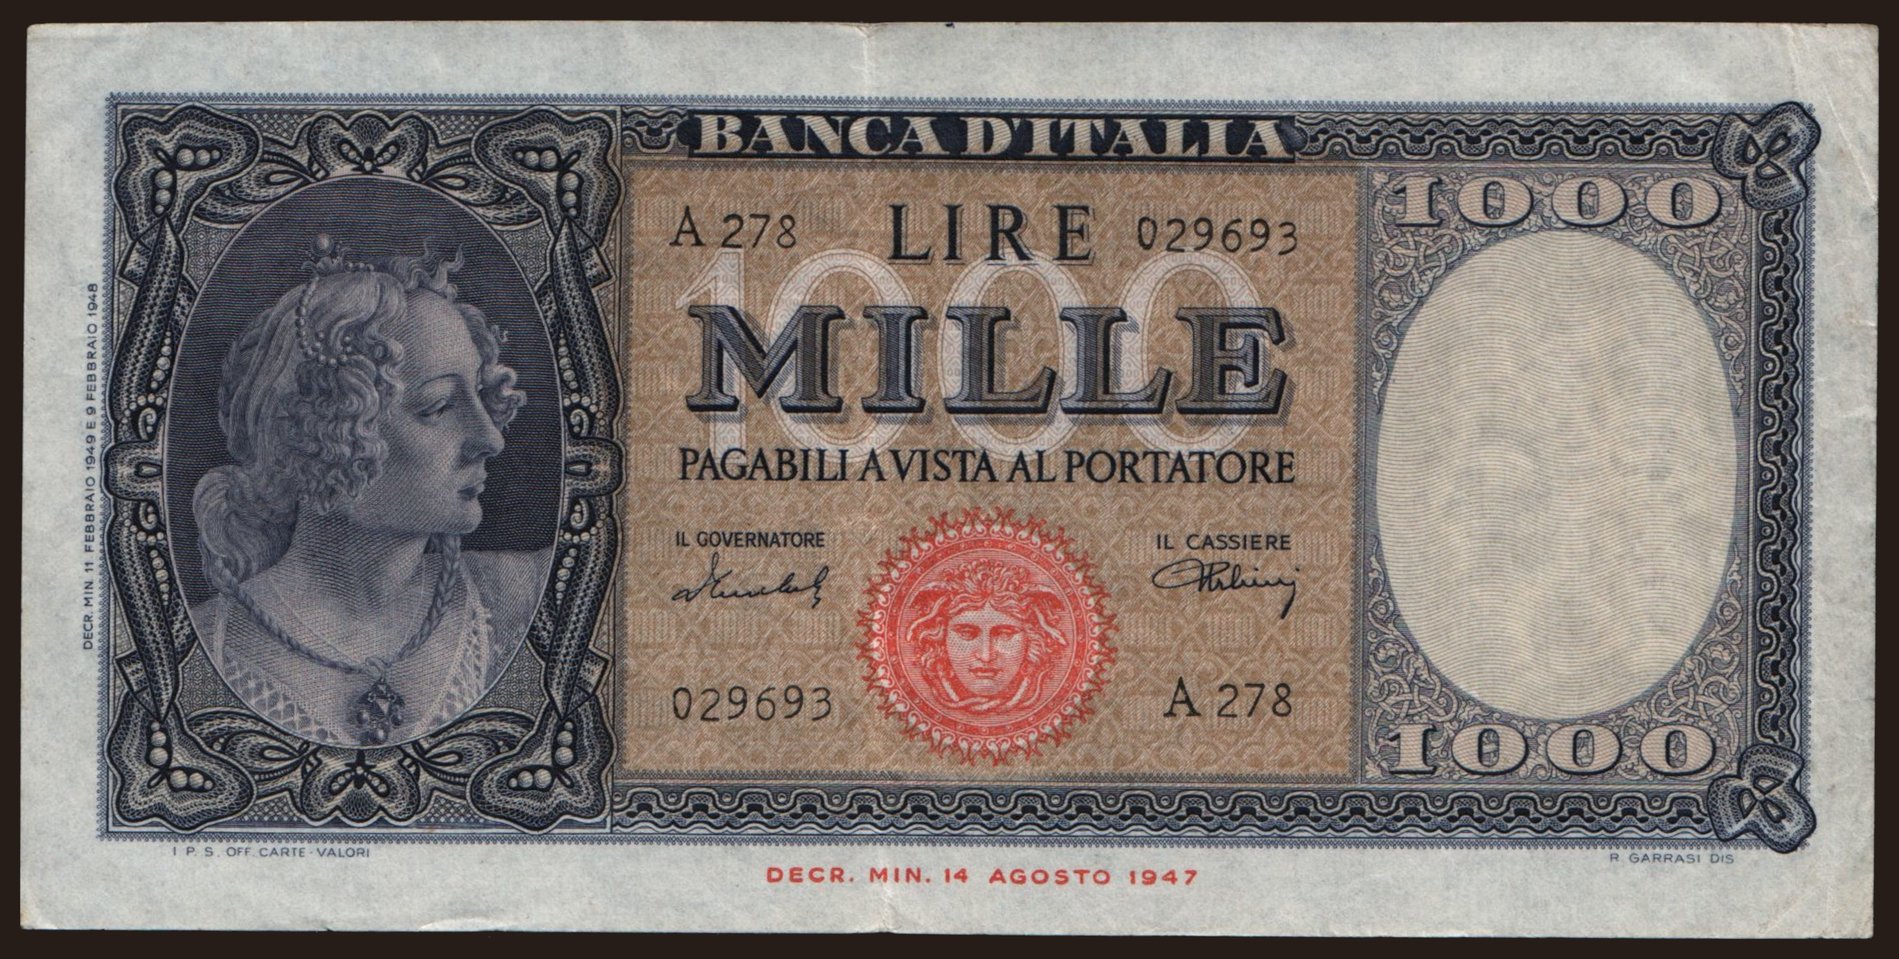 BANCA D'ITALIA
A 278 LIRE 029693
1000
MILLE
PAGABILI A VISTA AL PORTATORE
IL GOVERNATORE
IL CASSIERE
029693
A 278
1000
1000
DECR. MIN. 11 FEBBRAIO 1949 E 9 FEBBRAIO 1948
I. P. S. OFF. CARTE-VALORI
R. GARRASI DIS
DECR. MIN. 14 AGOSTO 1947